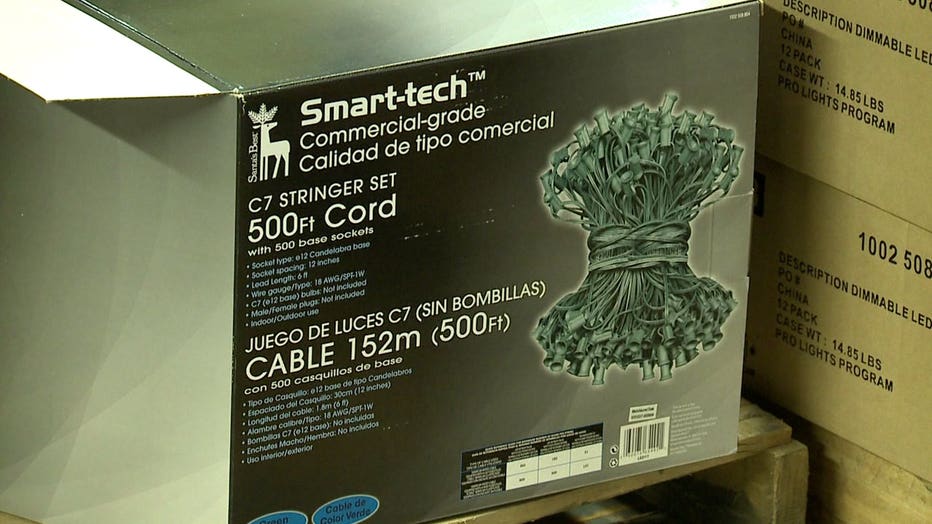 1002 508 804
Smart-tech™
Commercial-grade
Calidad de tipo comercial
Santa's Best
C7 STRINGER SET
500Ft Cord
with 500 base sockets
• Socket type: e12 Candelabra base
• Socket spacing: 12 inches
• Lead Length: 6 ft
• Wire gauge/Type: 18 AWG/SPT-1W
• C7 (e12 base) bulbs: Not included
• Male/Female plugs: Not included
• Indoor/Outdoor use
JUEGO DE LUCES C7 (SIN BOMBILLAS)
CABLE 152m (500Ft)
con 500 casquillos de base
• Tipo de Casquillo: e12 base de tipo Candelabros
• Espaciado del Casquillo: 30cm (12 inches)
• Longitud del cable: 1.8m (6 ft)
• Alambre calibre/Tipo: 18 AWG/SPT-1W
• Bombillas C7 (e12 base): No incluidas
• Enchufes Macho/Hembra: No incluidos
• Uso interior/exterior
Green
Cable de
Color Verde
DESCRIPTION DIMMABLE LED
PO #
CHINA
12 PACK
CASE WT : 14.85 LBS
PRO LIGHTS PROGRAM
1002 508
DESCRIPTION DIMMABLE LED
PO #
CHINA
12 PACK
CASE WT : 14.85 LBS
PRO LIGHTS PROGRAM